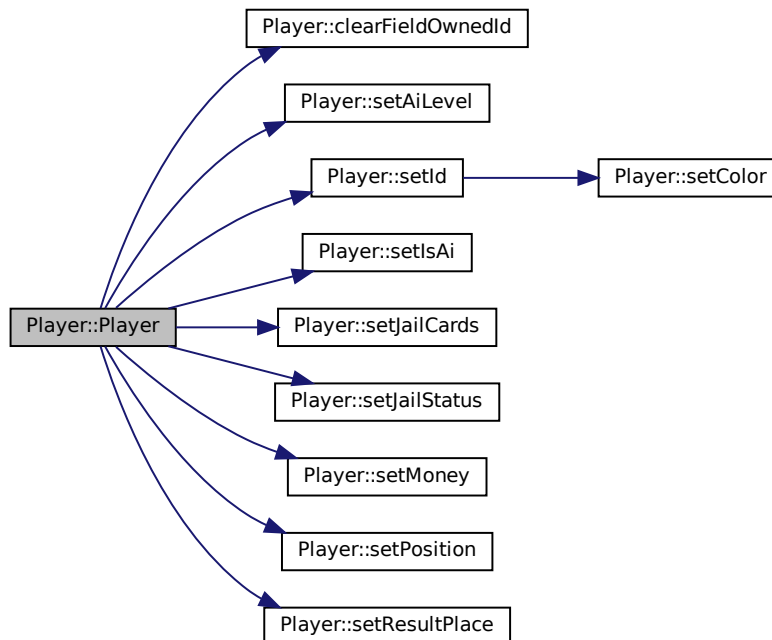 Player::clearFieldOwnedId
Player::setAiLevel
Player::setId
Player::setColor
Player::setIsAi
Player::Player
Player::setJailCards
Player::setJailStatus
Player::setMoney
Player::setPosition
Player::setResultPlace